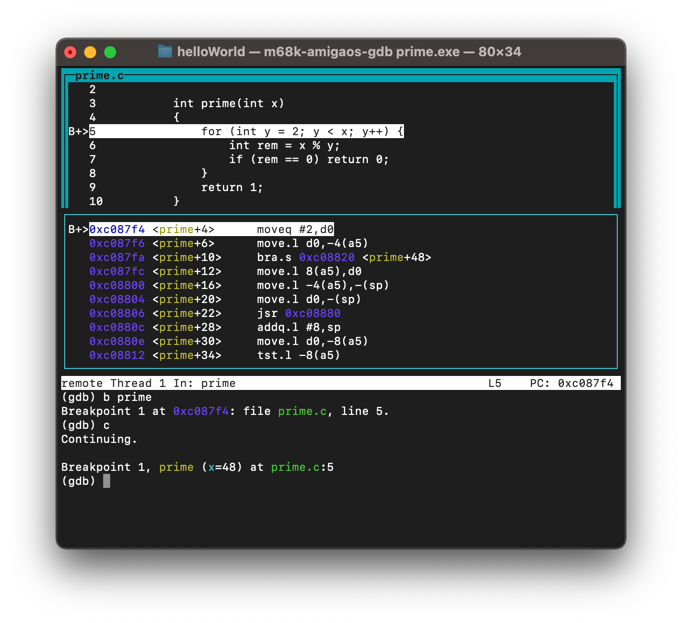 helloWorld — m68k-amigaos-gdb prime.exe — 80×34
prime.c
2
3 int prime(int x)
4 {
B+>5 for (int y = 2; y < x; y++) {
6 int rem = x % y;
7 if (rem == 0) return 0;
8 }
9 return 1;
10 }
B+>0xc087f4 <prime+4> moveq #2,d0
0xc087f6 <prime+6> move.l d0,-4(a5)
0xc087fa <prime+10> bra.s 0xc08820 <prime+48>
0xc087fc <prime+12> move.l 8(a5),d0
0xc08800 <prime+16> move.l -4(a5),-(sp)
0xc08804 <prime+20> move.l d0,-(sp)
0xc08806 <prime+22> jsr 0xc08880
0xc0880c <prime+28> addq.l #8,sp
0xc0880e <prime+30> move.l d0,-8(a5)
0xc08812 <prime+34> tst.l -8(a5)
remote Thread 1 In: prime L5 PC: 0xc087f4
(gdb) b prime
Breakpoint 1 at 0xc087f4: file prime.c, line 5.
(gdb) c
Continuing.
Breakpoint 1, prime (x=48) at prime.c:5
(gdb)